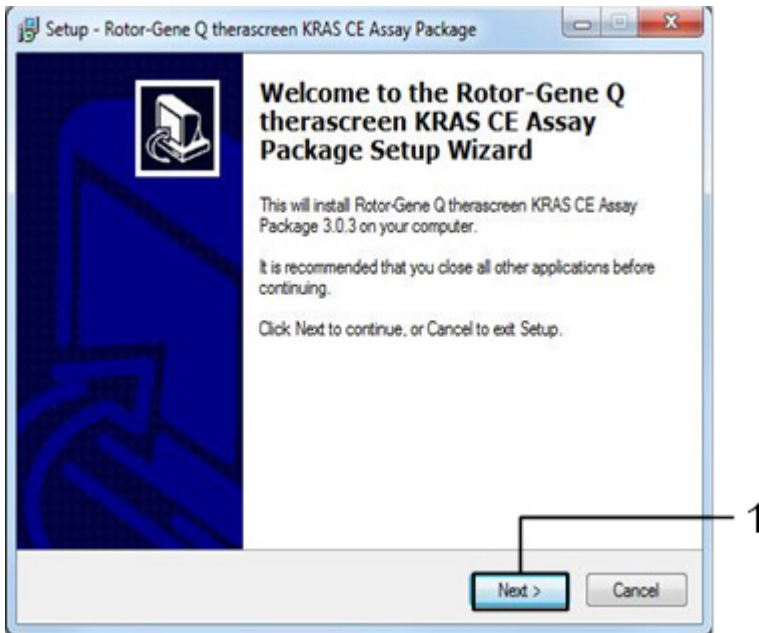 Setup - Rotor-Gene Q therascreen KRAS CE Assay Package
Welcome to the Rotor-Gene Q
therascreen KRAS CE Assay
Package Setup Wizard
This will install Rotor-Gene Q therascreen KRAS CE Assay
Package 3.0.3 on your computer.
It is recommended that you close all other applications before
continuing.
Click Next to continue, or Cancel to exit Setup.
1
Next >
Cancel